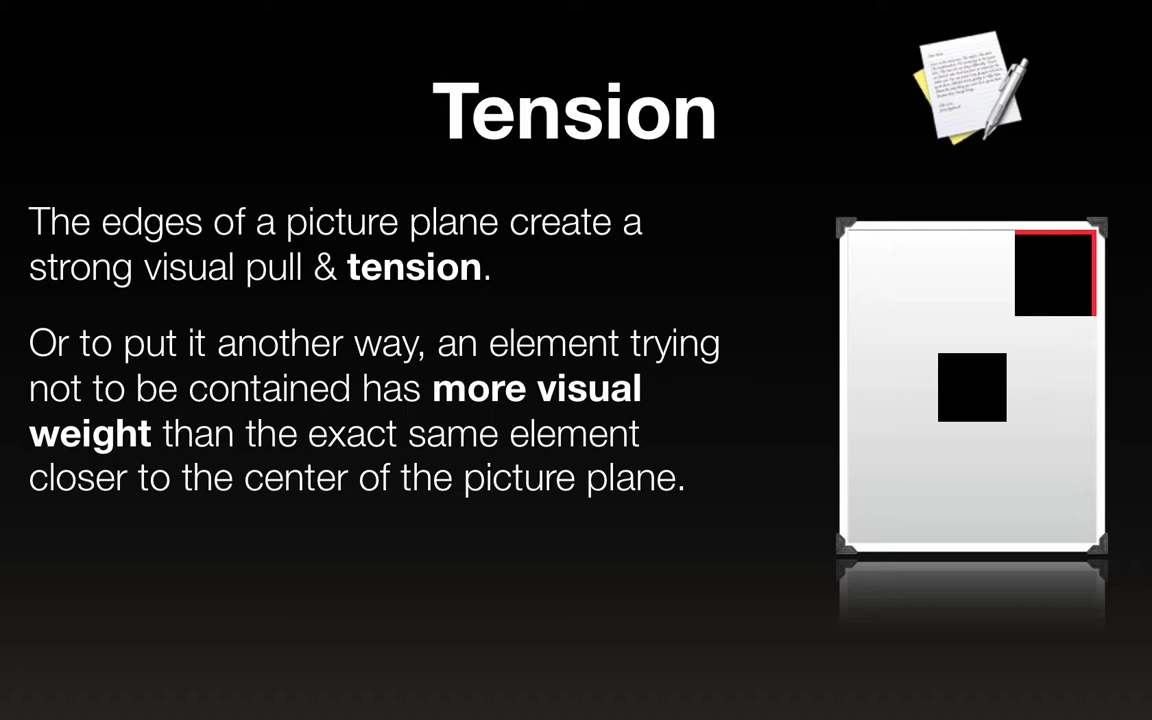 Tension
The edges of a picture plane create a
strong visual pull & tension.
Or to put it another way, an element trying
not to be contained has more visual
weight than the exact same element
closer to the center of the picture plane.